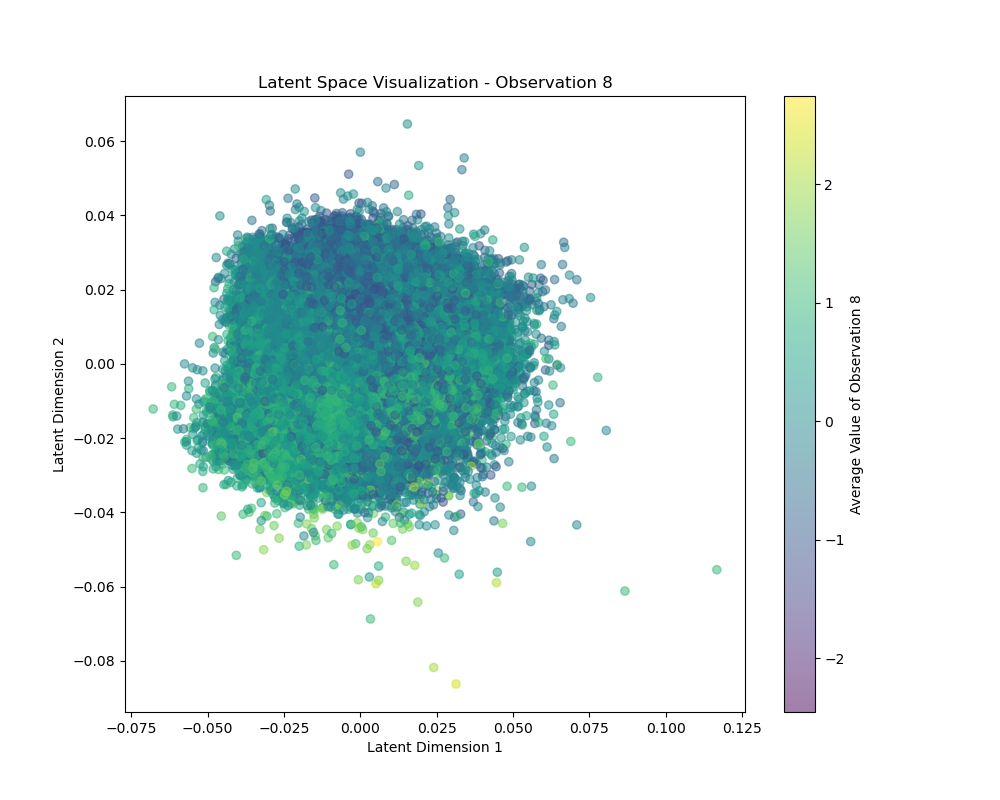 Latent Space Visualization - Observation 8
0.06
0.04
0.02
0.00
−0.02
−0.04
−0.06
−0.08
Latent Dimension 2
−0.075 −0.050 −0.025 0.000 0.025 0.050 0.075 0.100 0.125
Latent Dimension 1
2
1
0
−1
−2
Average Value of Observation 8